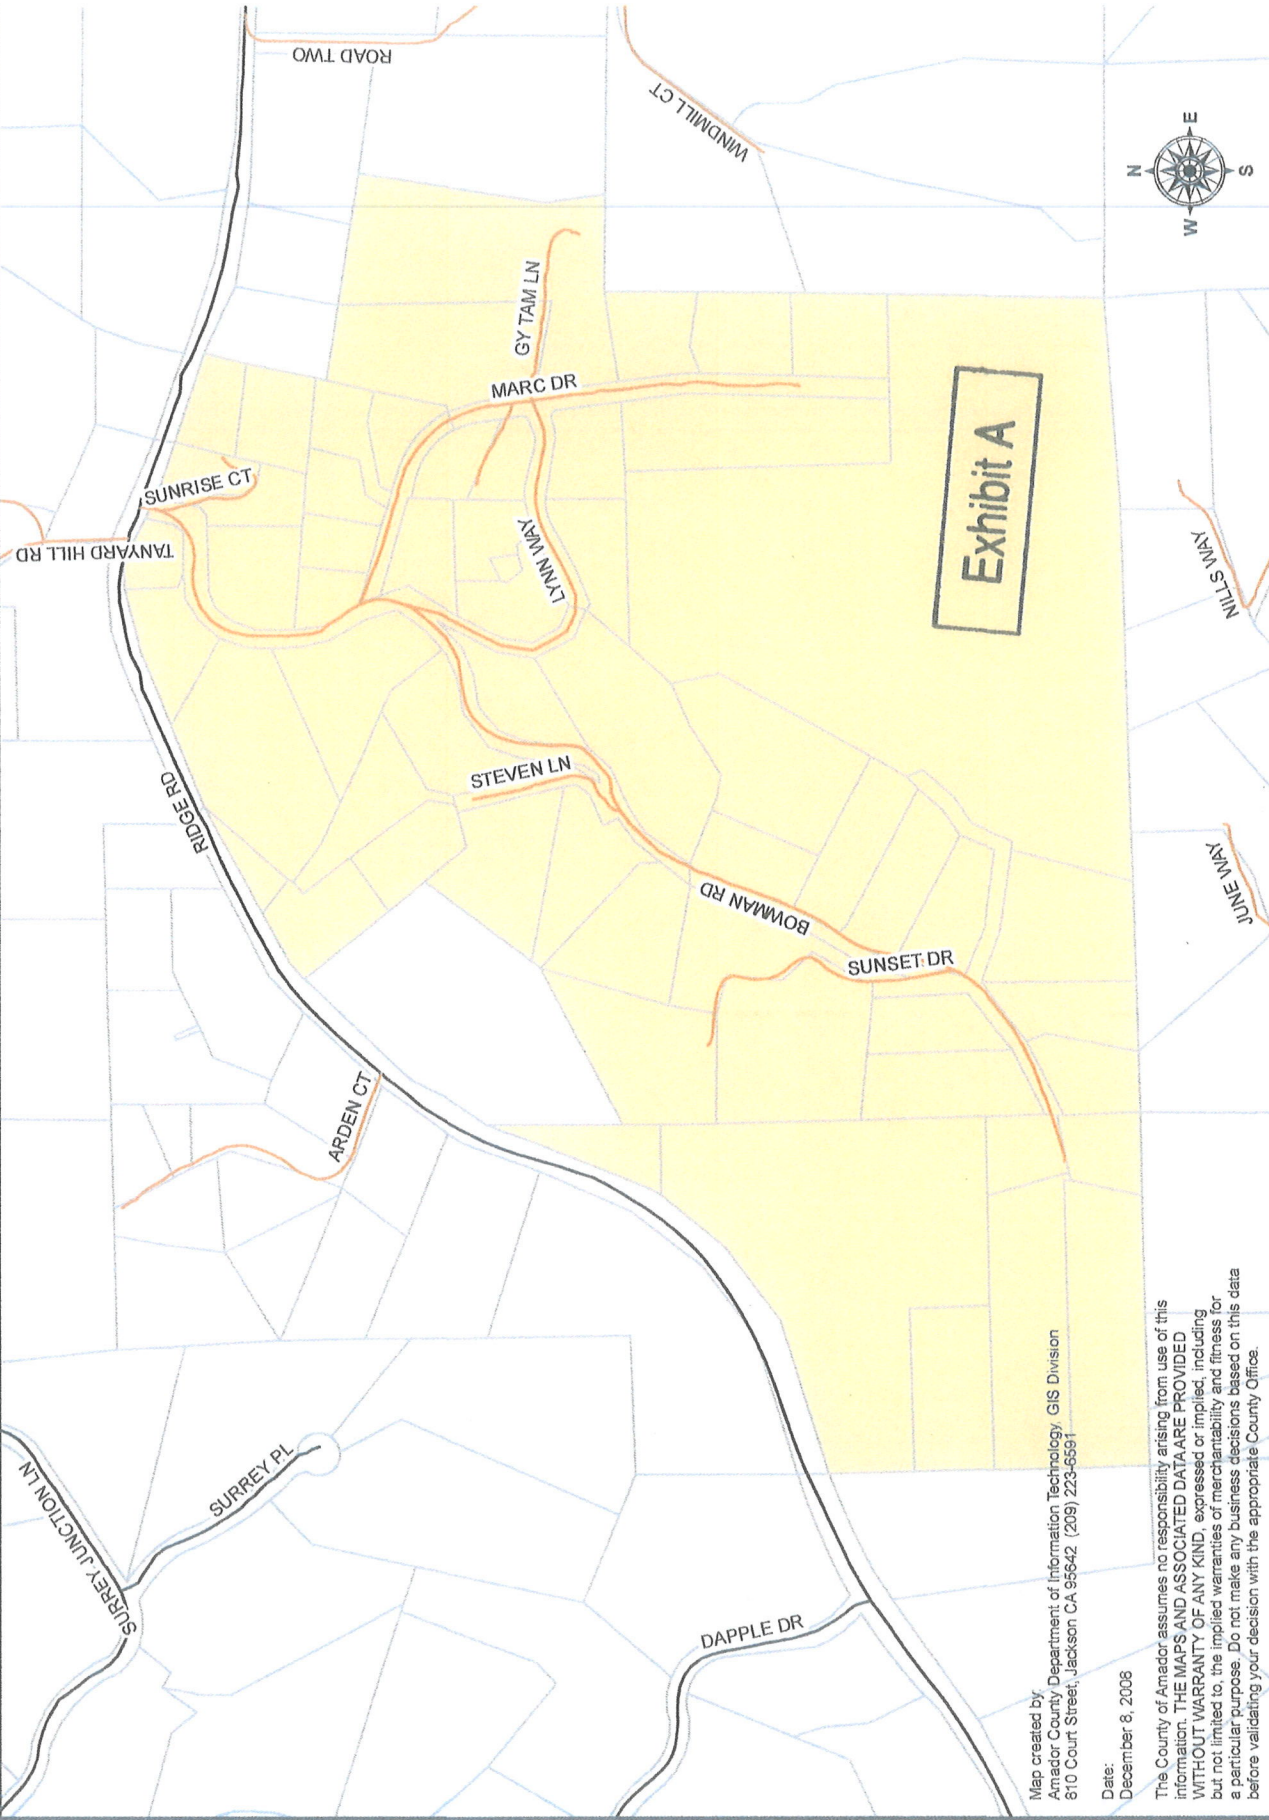 ROAD TWO
WINDMILL CT
N
W
E
S
GY TAM LN
MARC DR
SUNRISE CT
TANYARD HILL RD
LYNN WAY
Exhibit A
NILLS WAY
RIDGE RD
STEVEN LN
BOWMAN RD
SUNSET DR
JUNE WAY
ARDEN CT
SURREY JUNCTION LN
SURREY PL
DAPPLE DR
Map created by:
Amador County Department of Information Technology, GIS Division
810 Court Street, Jackson CA 95642 (209) 223-6591
Date:
December 8, 2008
The County of Amador assumes no responsibility arising from use of this
information. THE MAPS AND ASSOCIATED DATA ARE PROVIDED
WITHOUT WARRANTY OF ANY KIND, expressed or implied, including
but not limited to, the implied warranties of merchantability and fitness for
a particular purpose. Do not make any business decisions based on this data
before validating your decision with the appropriate County Office.